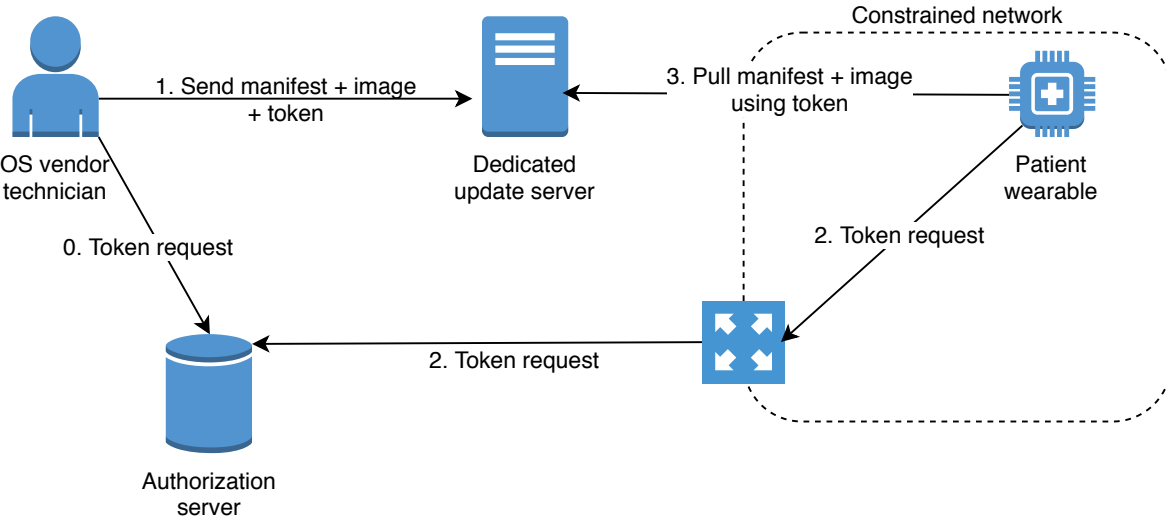 Constrained network
1. Send manifest + image
+ token
3. Pull manifest + image
using token
OS vendor
technician
Dedicated
update server
Patient
wearable
0. Token request
2. Token request
2. Token request
Authorization
server